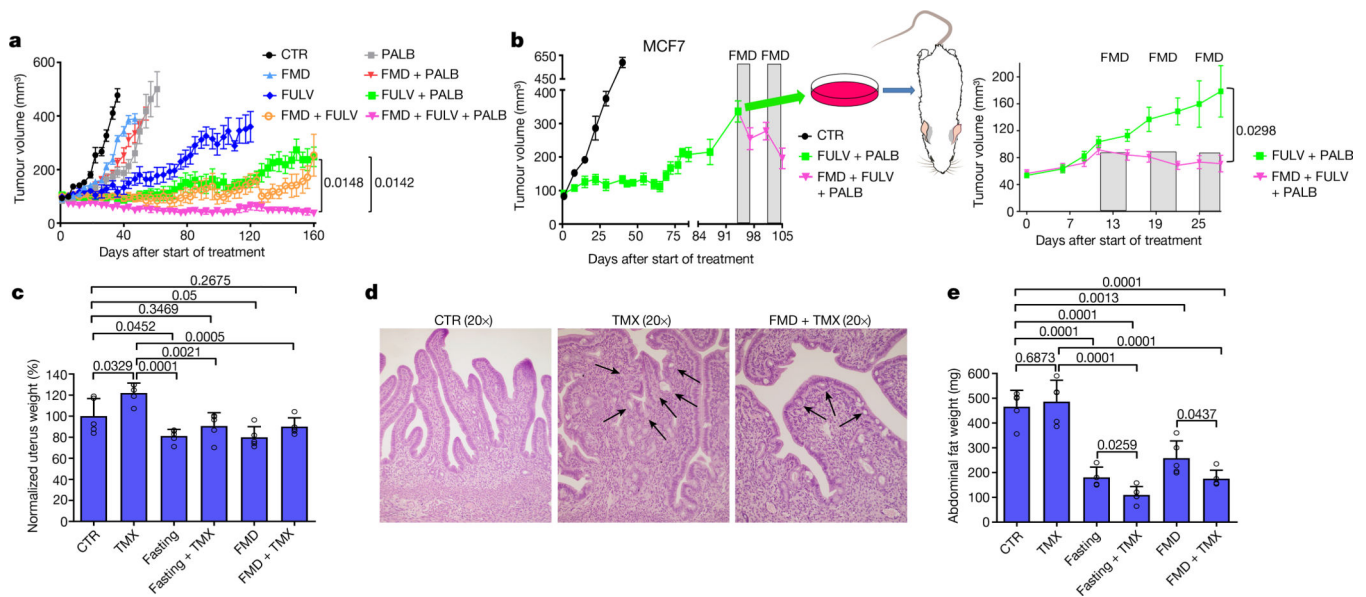 a
CTR
FMD
FULV
FMD + FULV
PALB
FMD + PALB
FULV + PALB
FMD + FULV + PALB
Tumour volume (mm³)
600
400
200
0
0.0148
0.0142
0 40 80 120 160
Days after start of treatment
b
MCF7
FMD FMD
Tumour volume (mm³)
650
450
400
300
200
100
0
CTR
FULV + PALB
FMD + FULV
+ PALB
0 25 50 75 84 91 98 105
Days after start of treatment
FMD FMD FMD
Tumour volume (mm³)
200
160
120
80
40
0
0.0298
FULV + PALB
FMD + FULV
+ PALB
0 7 13 19 25
Days after start of treatment
c
0.2675
0.05
0.3469
0.0452
0.0005
0.0021
0.0329 0.0001
Normalized uterus weight (%)
140
120
100
80
60
40
20
0
CTR
TMX
Fasting
Fasting + TMX
FMD
FMD + TMX
d
CTR (20×) TMX (20×) FMD + TMX (20×)
e
0.0001
0.0013
0.0001
0.0001
0.0001
0.6873 0.0001
0.0437
0.0259
Abdominal fat weight (mg)
600
500
400
300
200
100
0
CTR
TMX
Fasting
Fasting + TMX
FMD
FMD + TMX